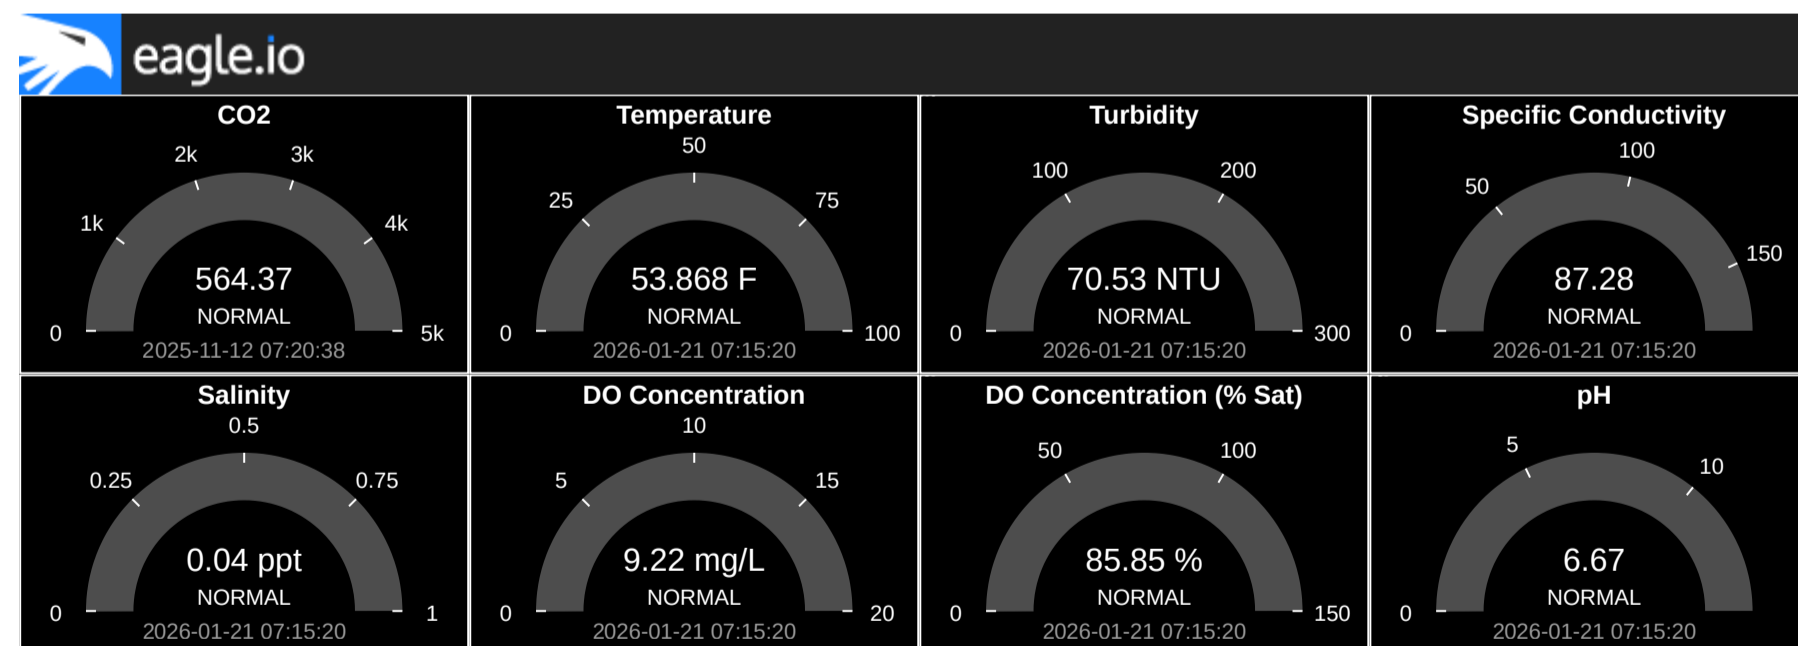 eagle.io
CO2
2k
3k
1k
4k
564.37
NORMAL
0
5k
2025-11-12 07:20:38
Temperature
50
25
75
53.868 F
NORMAL
0
100
2026-01-21 07:15:20
Turbidity
100
200
70.53 NTU
NORMAL
0
300
2026-01-21 07:15:20
Specific Conductivity
100
50
150
87.28
NORMAL
0
2026-01-21 07:15:20
Salinity
0.5
0.25
0.75
0.04 ppt
NORMAL
0
1
2026-01-21 07:15:20
DO Concentration
10
5
15
9.22 mg/L
NORMAL
0
20
2026-01-21 07:15:20
DO Concentration (% Sat)
50
100
85.85 %
NORMAL
0
150
2026-01-21 07:15:20
pH
5
10
6.67
NORMAL
0
2026-01-21 07:15:20